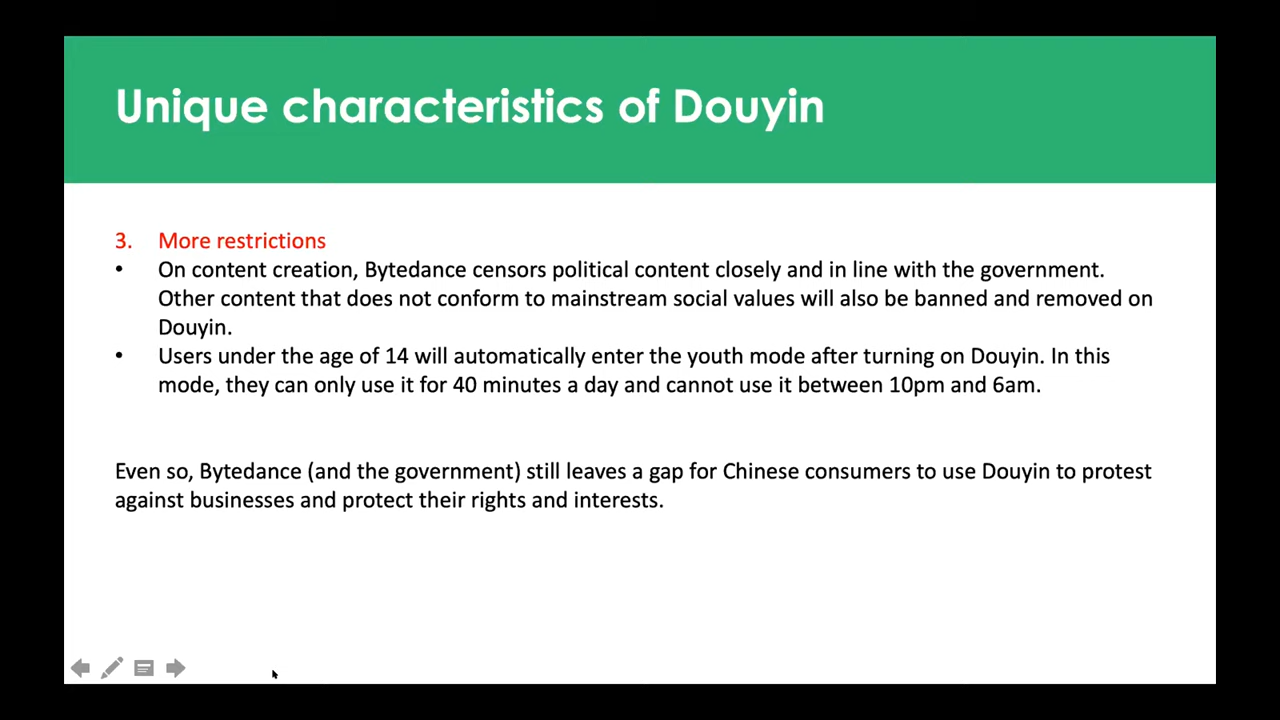 Unique characteristics of Douyin
3. More restrictions
• On content creation, Bytedance censors political content closely and in line with the government.
Other content that does not conform to mainstream social values will also be banned and removed on
Douyin.
• Users under the age of 14 will automatically enter the youth mode after turning on Douyin. In this
mode, they can only use it for 40 minutes a day and cannot use it between 10pm and 6am.
Even so, Bytedance (and the government) still leaves a gap for Chinese consumers to use Douyin to protest
against businesses and protect their rights and interests.